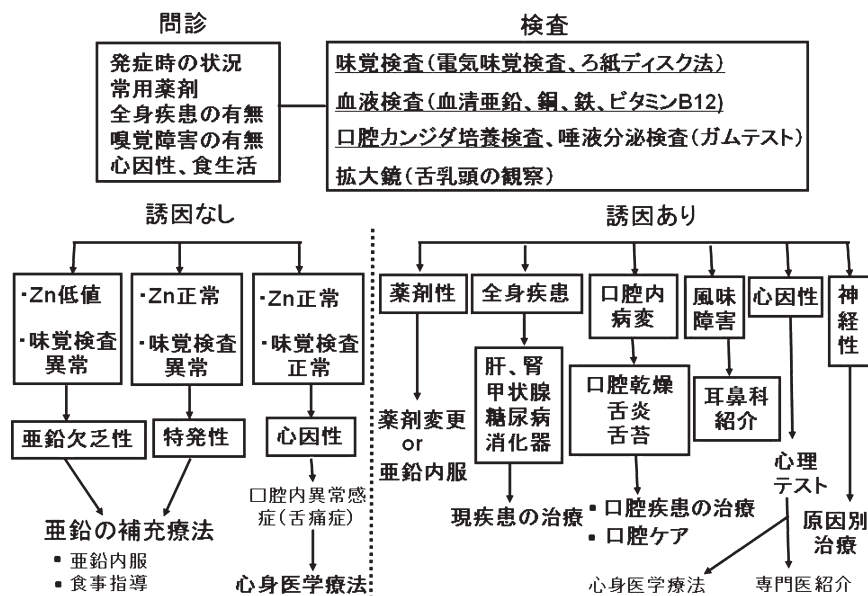 問診
発症時の状況
常用薬剤
全身疾患の有無
嗅覚障害の有無
心因性、食生活
検査
味覚検査(電気味覚検査、ろ紙ディスク法)
血液検査(血清亜鉛、銅、鉄、ビタミンB12)
口腔カンジダ培養検査、唾液分泌検査(ガムテスト)
拡大鏡(舌乳頭の観察)
誘因なし
・Zn低値
・味覚検査
異常
・Zn正常
・味覚検査
異常
・Zn正常
・味覚検査
正常
亜鉛欠乏性
特発性
心因性
亜鉛の補充療法
▪ 亜鉛内服
▪ 食事指導
口腔内異常感
症(舌痛症)
心身医学療法
誘因あり
薬剤性
全身疾患
口腔内
病変
風味
障害
心因性
神
経
性
薬剤変更
or
亜鉛内服
肝、腎
甲状腺
糖尿病
消化器
現疾患の治療
口腔乾燥
舌炎
舌苔
▪ 口腔疾患の治療
▪ 口腔ケア
耳鼻科
紹介
心理
テスト
心身医学療法
専門医紹介
原因別
治療